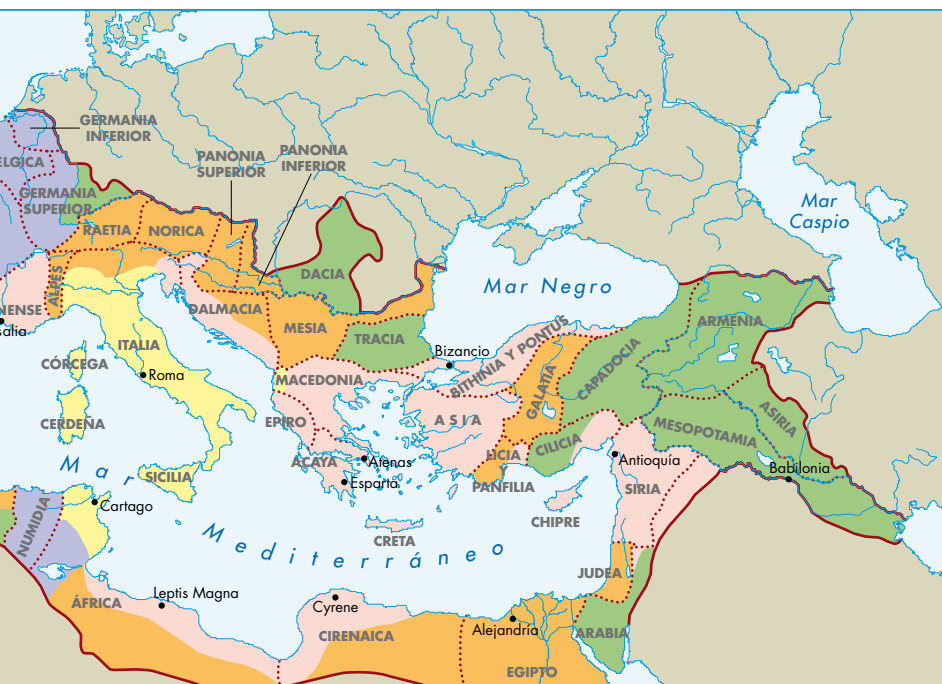 GERMANIA
INFERIOR
PANONIA
SUPERIOR
PANONIA
INFERIOR
ELGICA
GERMANIA
SUPERIOR
Mar
Caspio
RAETIA
NORICA
DACIA
ALPES
Mar Negro
NENSE
salia
DALMACIA
MESIA
TRACIA
ARMENIA
ITALIA
CÓRCEGA
Roma
Bizancio
BITHINIA Y PONTUS
GALATIA
CAPADOCIA
MACEDONIA
CERDEÑA
EPIRO
ASIA
MESOPOTAMIA
ASIRIA
ACAYA
Atenas
LICIA
CILICIA
Antioquía
Babilonia
Mar
SICILIA
Esparta
PANFILIA
SIRIA
NUMIDIA
Cartago
CHIPRE
CRETA
Mediterráneo
JUDEA
ÁFRICA
Leptis Magna
Cyrene
CIRENAICA
Alejandría
ARABIA
EGIPTO